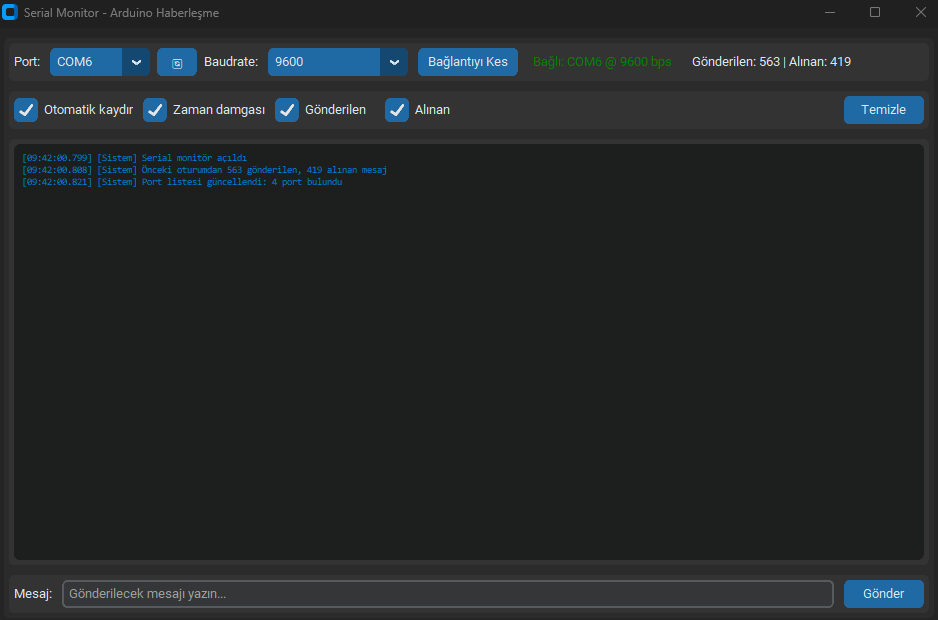 Serial Monitor - Arduino Haberleşme
Port: COM6 Baudrate: 9600 Bağlantıyı Kes Bağlı: COM6 @ 9600 bps Gönderilen: 563 | Alınan: 419
Otomatik kaydır Zaman damgası Gönderilen Alınan Temizle
[09:42:00.799] [Sistem] Serial monitör açıldı
[09:42:00.808] [Sistem] Önceki oturumdan 563 gönderilen, 419 alınan mesaj
[09:42:00.821] [Sistem] Port listesi güncellendi: 4 port bulundu
Mesaj: Gönderilecek mesajı yazın... Gönder